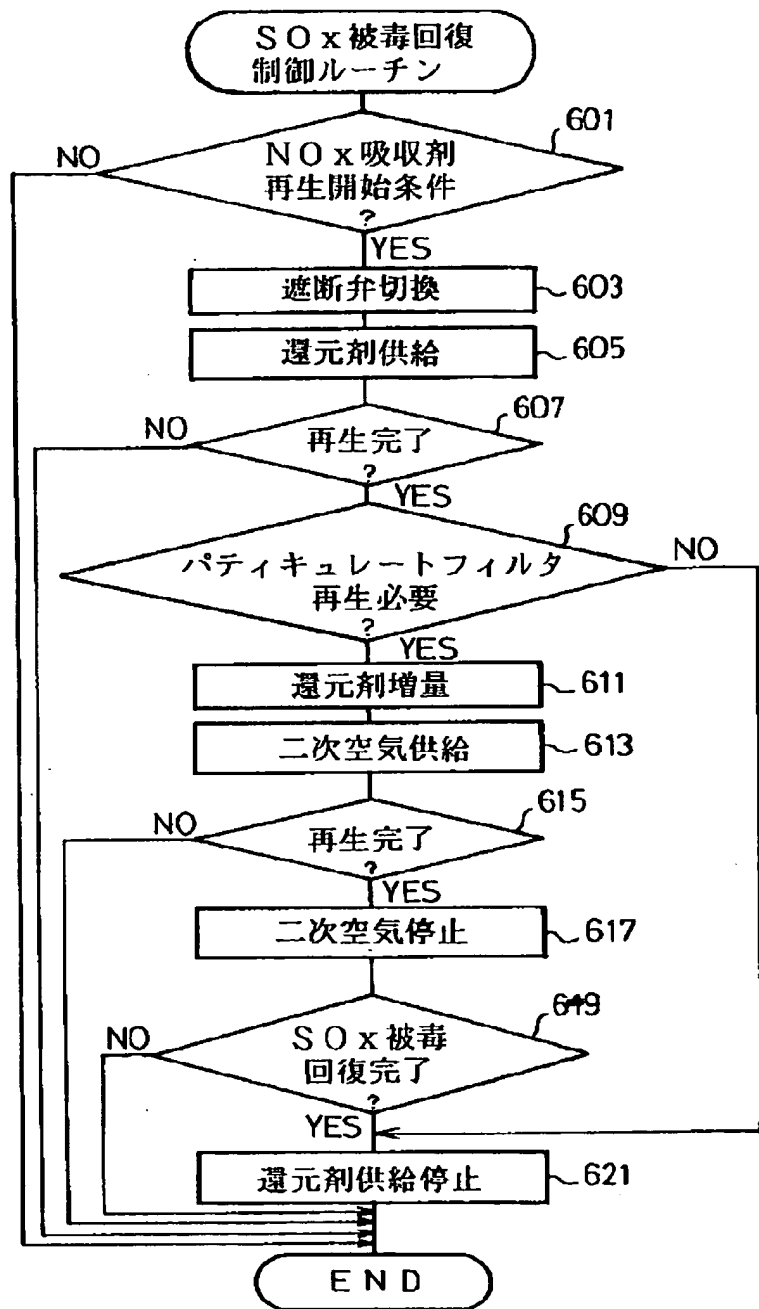 SOx被毒回復
制御ルーチン
601
NO
NOx吸収剤
再生開始条件
?
YES
遮断弁切換
603
還元剤供給
605
607
NO
再生完了
?
YES
609
NO
パティキュレートフィルタ
再生必要
?
YES
還元剤増量
611
二次空気供給
613
615
NO
再生完了
?
YES
二次空気停止
617
619
NO
SOx被毒
回復完了
?
YES
還元剤供給停止
621
END